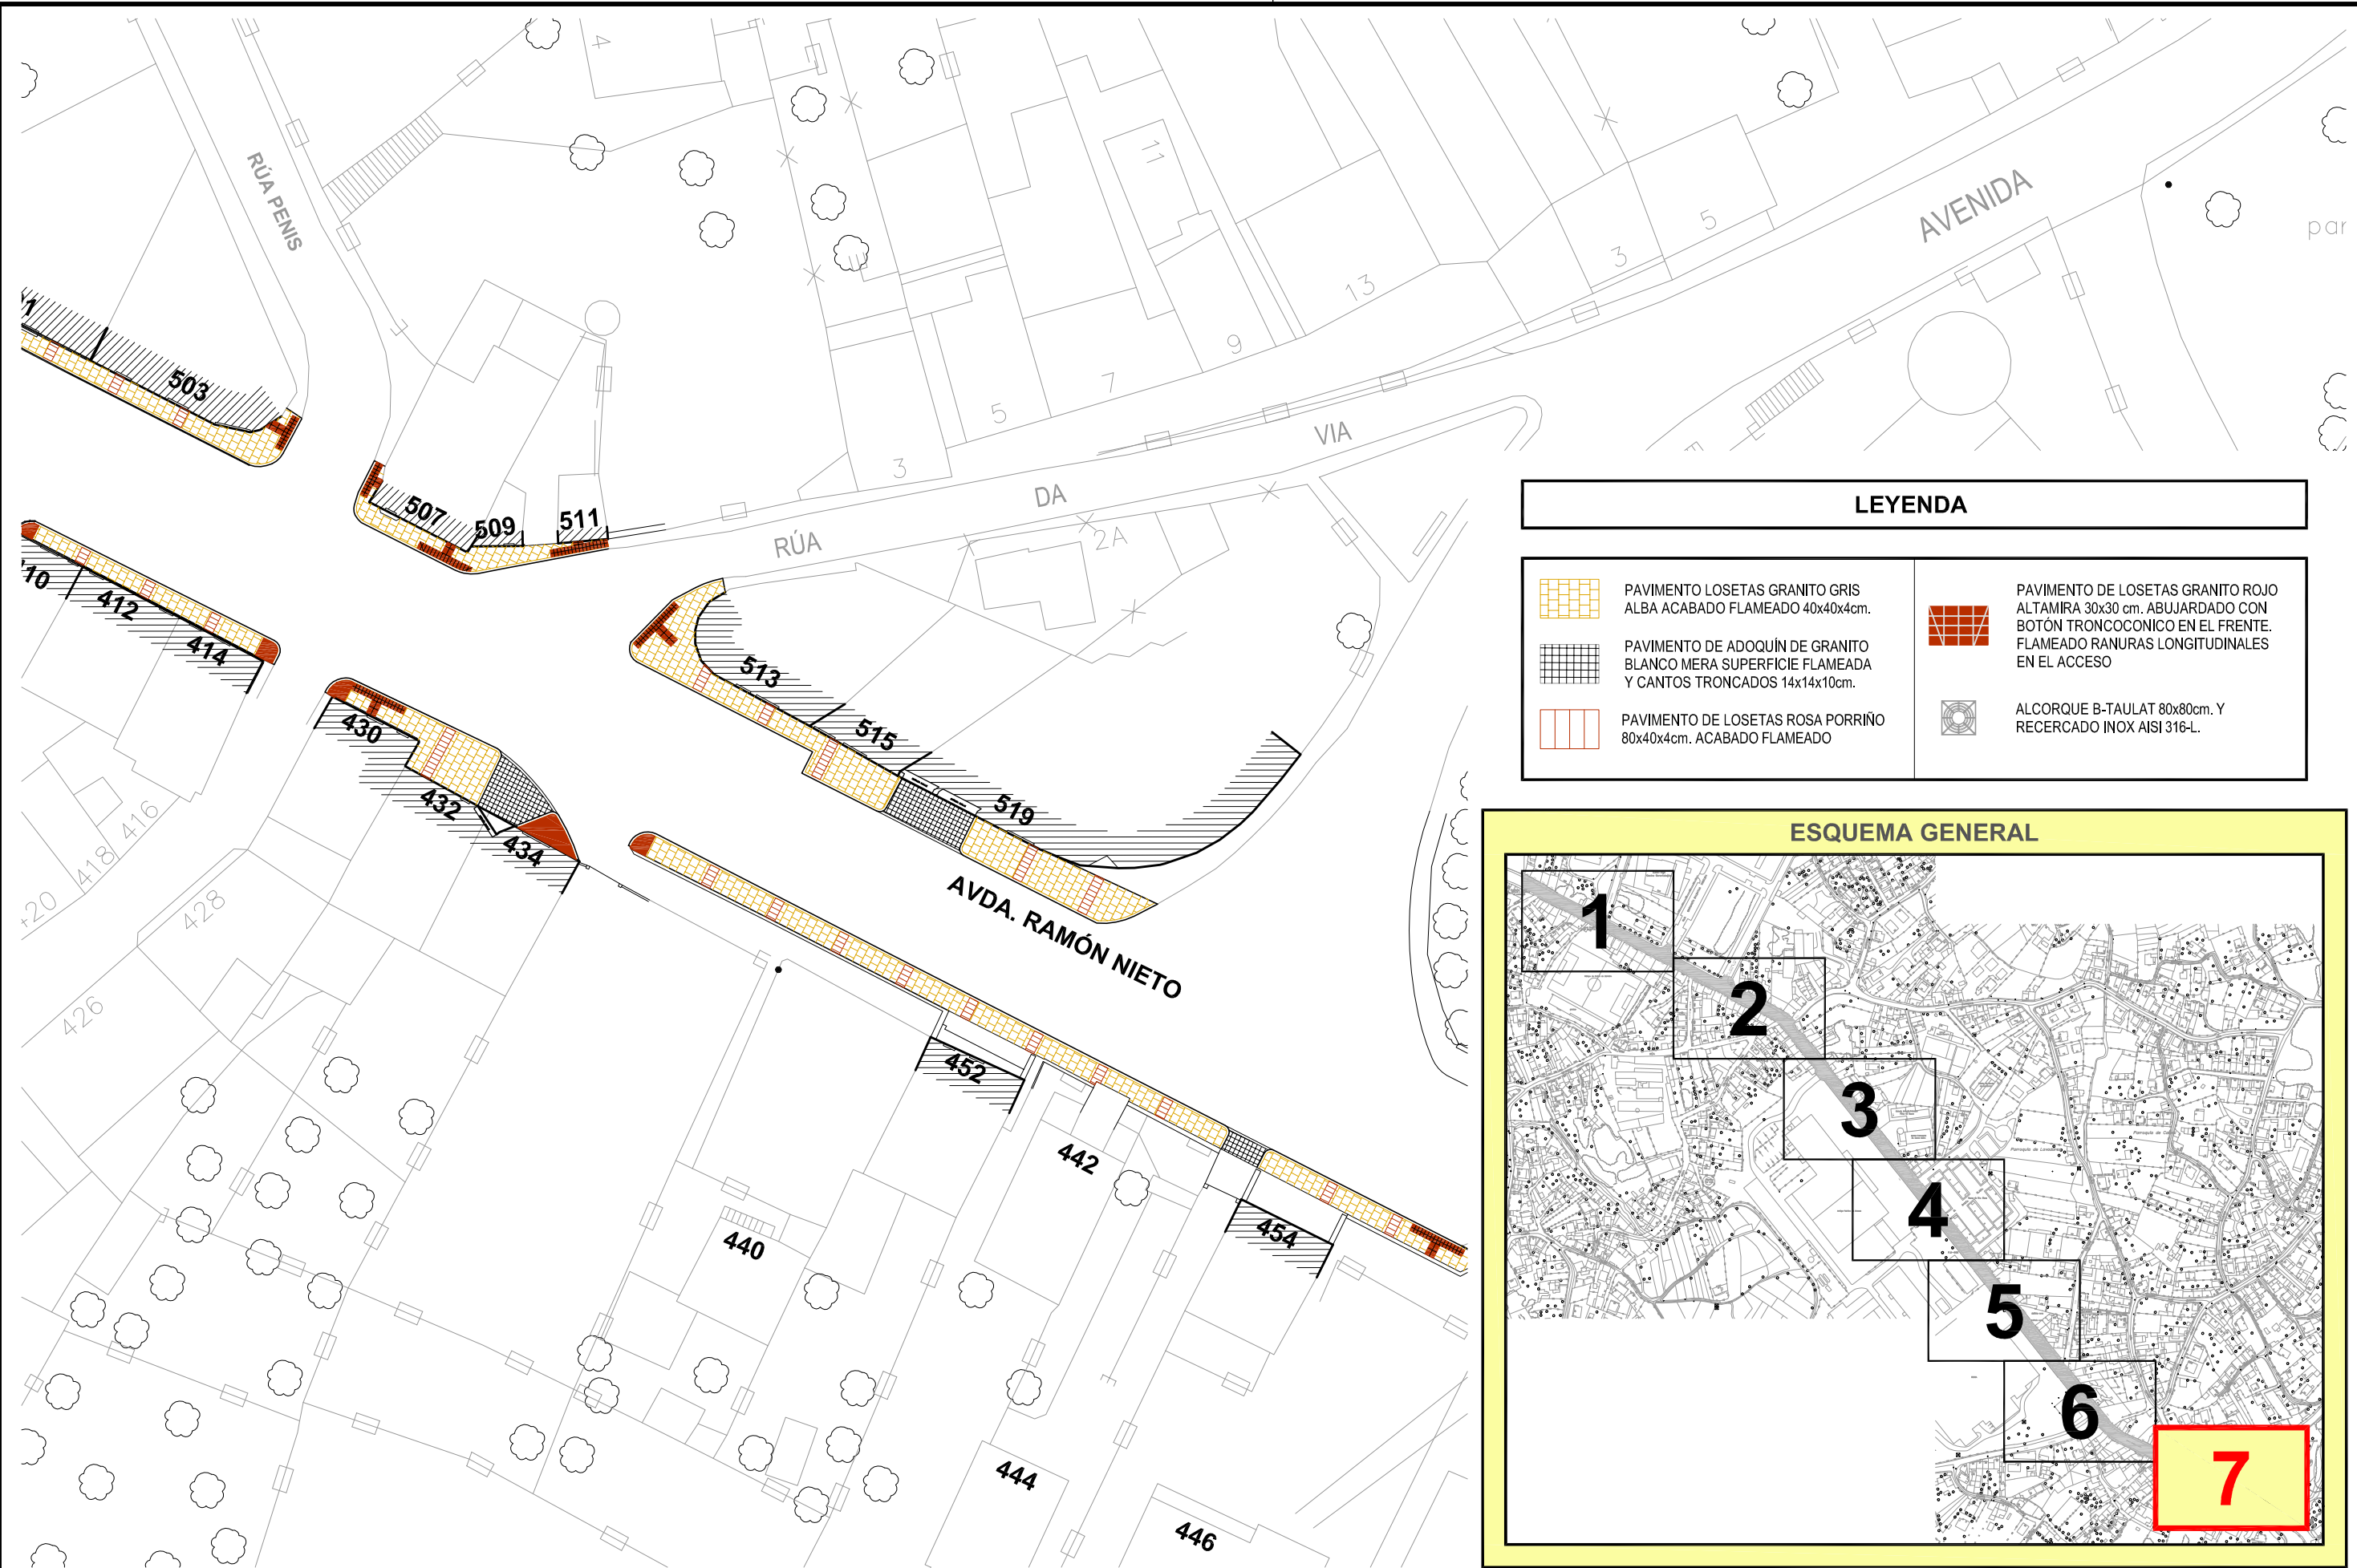 RÚA PENIS
4
11
5
3
13
9
7
5
3
AVENIDA
par
VIA
DA
RÚA
2A
503
507
509
511
10
412
414
430
432
434
513
515
519
416
418
420
428
426
AVDA. RAMÓN NIETO
452
442
440
454
444
446
LEYENDA
PAVIMENTO LOSETAS GRANITO GRIS
ALBA ACABADO FLAMEADO 40x40x4cm.
PAVIMENTO DE ADOQUÍN DE GRANITO
BLANCO MERA SUPERFICIE FLAMEADA
Y CANTOS TRONCADOS 14x14x10cm.
PAVIMENTO DE LOSETAS ROSA PORRIÑO
80x40x4cm. ACABADO FLAMEADO
PAVIMENTO DE LOSETAS GRANITO ROJO
ALTAMIRA 30x30 cm. ABUJARDADO CON
BOTÓN TRONCOCONICO EN EL FRENTE.
FLAMEADO RANURAS LONGITUDINALES
EN EL ACCESO
ALCORQUE B-TAULAT 80x80cm. Y
RECERCADO INOX AISI 316-L.
ESQUEMA GENERAL
1
2
3
4
5
6
7